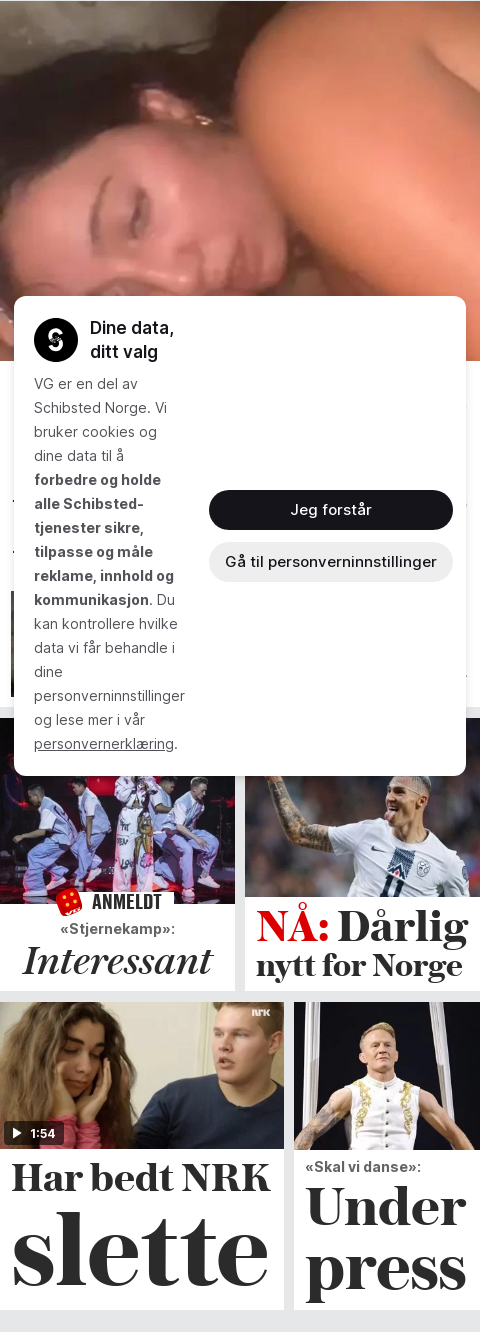 Dine data,
ditt valg
VG er en del av
Schibsted Norge. Vi
bruker cookies og
dine data til å
forbedre og holde
alle Schibsted-
tjenester sikre,
tilpasse og måle
reklame, innhold og
kommunikasjon. Du
kan kontrollere hvilke
data vi får behandle i
dine
personverninnstillinger
og lese mer i vår
personvernerklæring.
Jeg forstår
Gå til personverninnstillinger
ANMELDT
«Stjernekamp»:
Interessant
11
NÅ: Dårlig
nytt for Norge
NRK
1:54
Har bedt NRK
slette
«Skal vi danse»:
Under
press